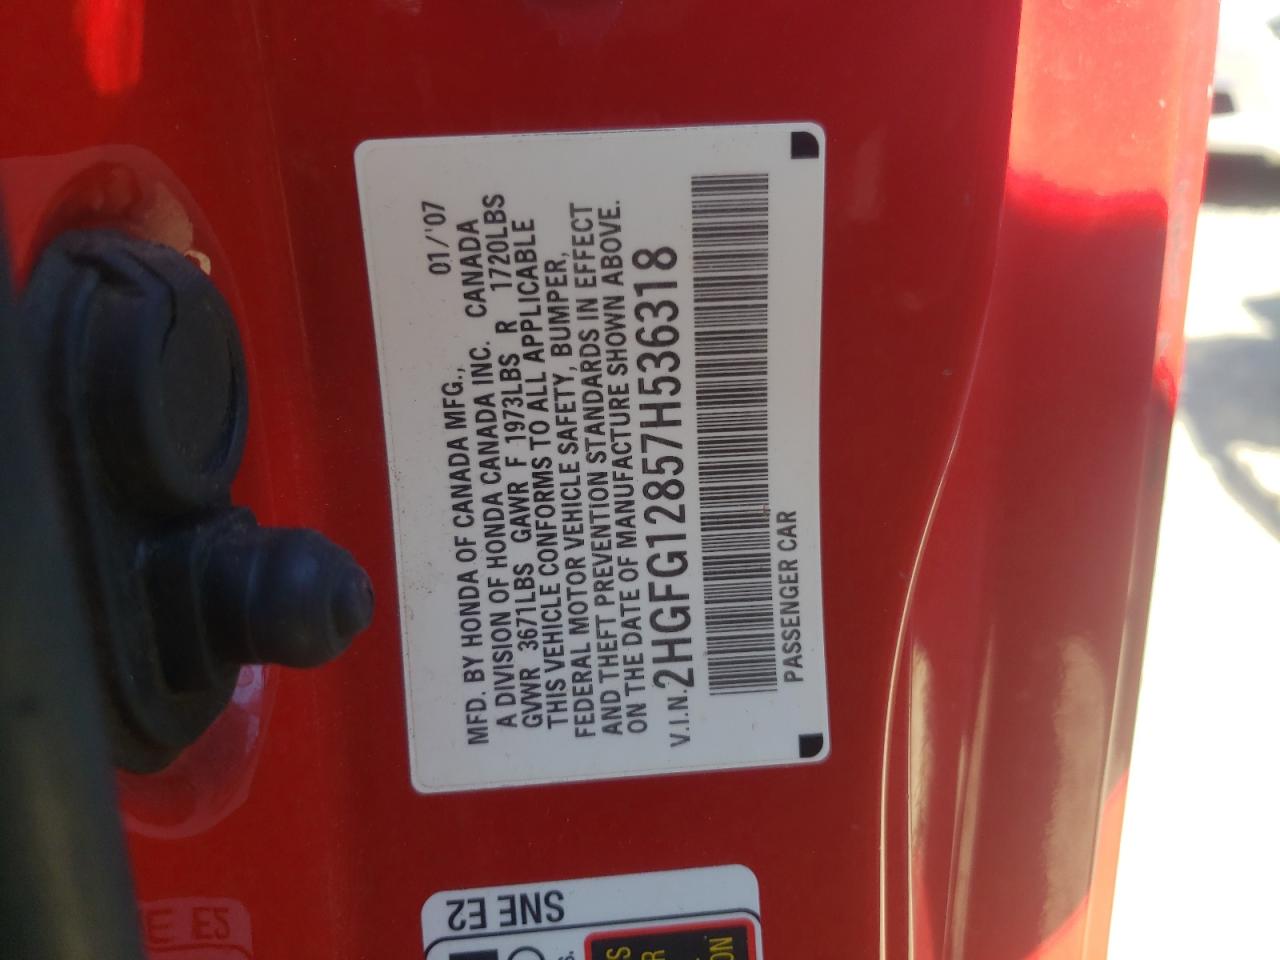 MFD. BY HONDA OF CANADA MFG., 01/'07
A DIVISION OF HONDA CANADA INC. CANADA
GVWR 3671LBS GAWR F 1973LBS R 1720LBS
THIS VEHICLE CONFORMS TO ALL APPLICABLE
FEDERAL MOTOR VEHICLE SAFETY, BUMPER,
AND THEFT PREVENTION STANDARDS IN EFFECT
ON THE DATE OF MANUFACTURE SHOWN ABOVE.
V.I.N. 2HGFG12857H536318
PASSENGER CAR
SNE E2